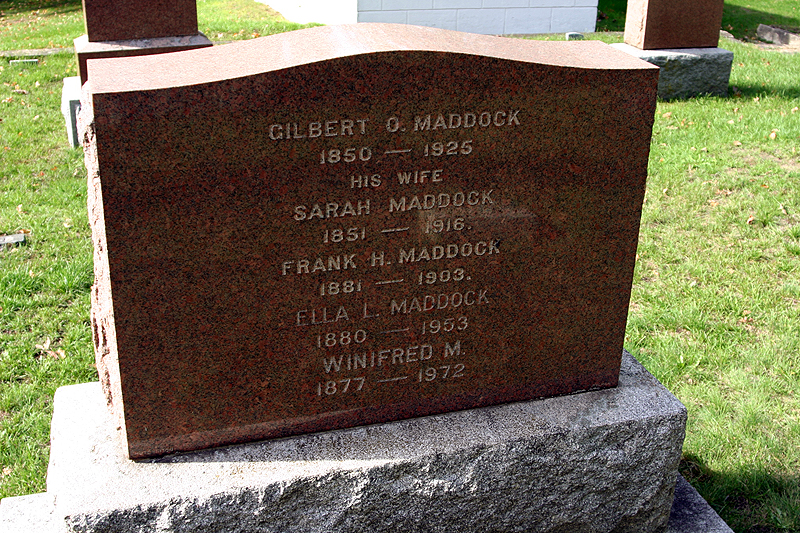 GILBERT O. MADDOCK
1850 — 1925
HIS WIFE
SARAH MADDOCK
1851 — 1916.
FRANK H. MADDOCK
1881 — 1903.
ELLA L. MADDOCK
1880 — 1953
WINIFRED M.
1877 — 1972